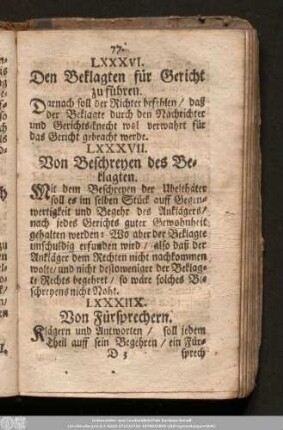 77.
LXXXVI.
Den Beklagten für Gericht
zu führen.
Darnach soll der Richter befehlen / daß
der Beklagte durch den Nachrichter
und Gerichts-knecht wol verwahrt für
das Gericht gebracht werde.
LXXXVII.
Von Beschreyen des Be-
klagten.
Mit dem Beschreyen der Ubelthäter
soll es im selben Stück auff Gegen-
wertigkeit und Begehr des Anklägers /
nach jedes Gerichts guter Gewohnheit
gehalten werden: Wo aber der Beklagte
unschuldig erfunden wird / also daß der
Ankläger dem Rechten nicht nachkommen
wolte / und nicht destoweniger der Beklag-
te Rechts begehret / so wäre solches Be-
schreyens nicht Noht.
LXXXIIX.
Von Fürsprechern.
Klägern und Antworten / soll jedem
Theil auff sein Begehren / ein Für-
D 3 sprech